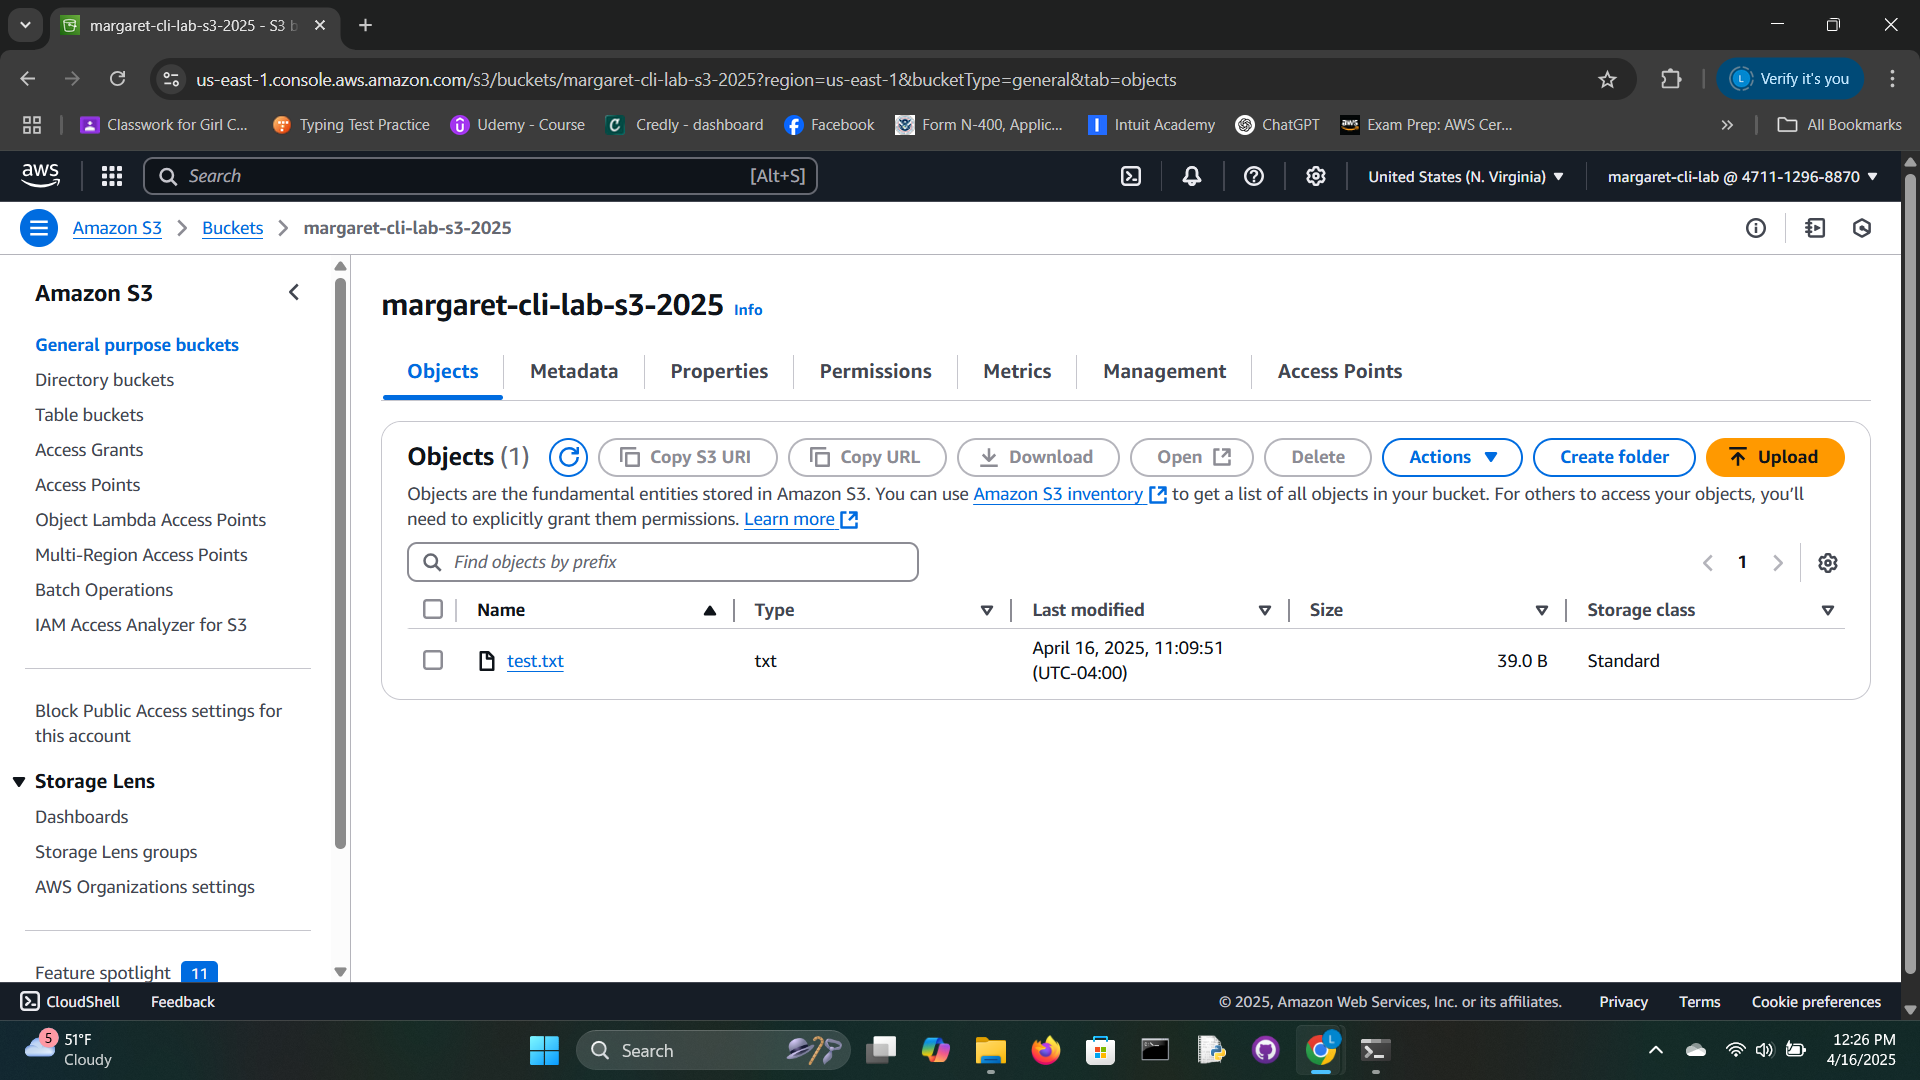 margaret-cli-lab-s3-2025 - S3 b
us-east-1.console.aws.amazon.com/s3/buckets/margaret-cli-lab-s3-2025?region=us-east-1&bucketType=general&tab=objects
L
Verify it's you
Classwork for Girl C...
Typing Test Practice
Udemy - Course
Credly - dashboard
Facebook
Form N-400, Applic...
Intuit Academy
ChatGPT
aws
Exam Prep: AWS Cer...
All Bookmarks
aws
Search
[Alt+S]
United States (N. Virginia)
margaret-cli-lab @ 4711-1296-8870
Amazon S3
Buckets
margaret-cli-lab-s3-2025
Amazon S3
General purpose buckets
Directory buckets
Table buckets
Access Grants
Access Points
Object Lambda Access Points
Multi-Region Access Points
Batch Operations
IAM Access Analyzer for S3
Block Public Access settings for
this account
Storage Lens
Dashboards
Storage Lens groups
AWS Organizations settings
Feature spotlight
11
margaret-cli-lab-s3-2025
Info
Objects
Metadata
Properties
Permissions
Metrics
Management
Access Points
Objects (1)
Copy S3 URI
Copy URL
Download
Open
Delete
Actions
Create folder
Upload
Objects are the fundamental entities stored in Amazon S3. You can use Amazon S3 inventory to get a list of all objects in your bucket. For others to access your objects, you'll
need to explicitly grant them permissions. Learn more
Find objects by prefix
1
Name
Type
Last modified
Size
Storage class
test.txt
txt
April 16, 2025, 11:09:51
(UTC-04:00)
39.0 B
Standard
CloudShell
Feedback
© 2025, Amazon Web Services, Inc. or its affiliates.
Privacy
Terms
Cookie preferences
5
51°F
Cloudy
Search
L
12:26 PM
4/16/2025